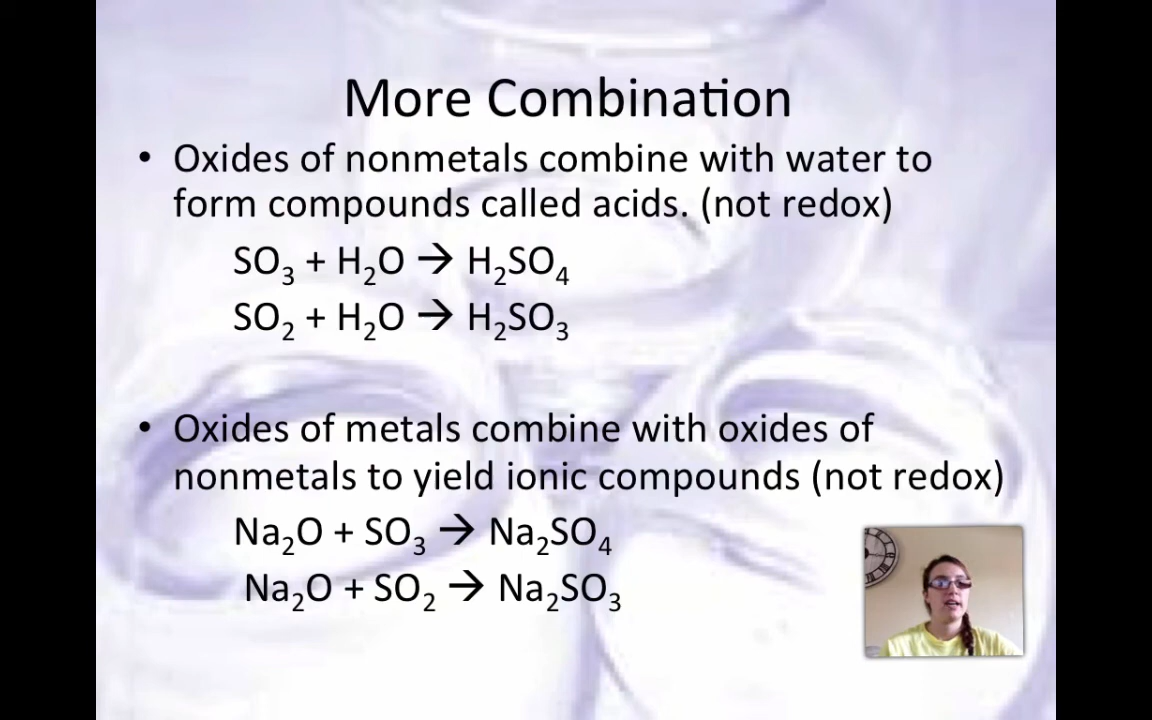 More Combination
• Oxides of nonmetals combine with water to
form compounds called acids. (not redox)
SO₃ + H₂O → H₂SO₄
SO₂ + H₂O → H₂SO₃
• Oxides of metals combine with oxides of
nonmetals to yield ionic compounds (not redox)
Na₂O + SO₃ → Na₂SO₄
Na₂O + SO₂ → Na₂SO₃